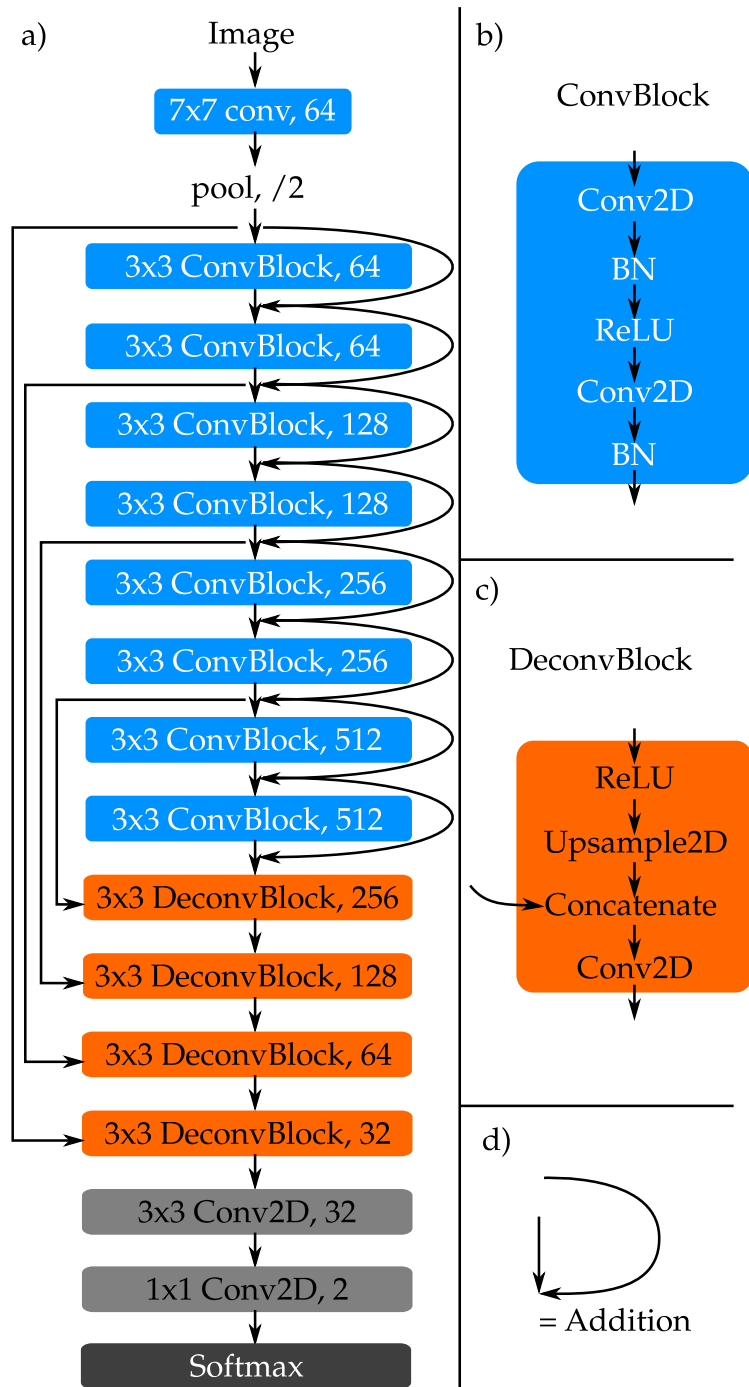 a)
Image
7x7 conv, 64
pool, /2
3x3 ConvBlock, 64
3x3 ConvBlock, 64
3x3 ConvBlock, 128
3x3 ConvBlock, 128
3x3 ConvBlock, 256
3x3 ConvBlock, 256
3x3 ConvBlock, 512
3x3 ConvBlock, 512
3x3 DeconvBlock, 256
3x3 DeconvBlock, 128
3x3 DeconvBlock, 64
3x3 DeconvBlock, 32
3x3 Conv2D, 32
1x1 Conv2D, 2
Softmax
b)
ConvBlock
Conv2D
BN
ReLU
Conv2D
BN
c)
DeconvBlock
ReLU
Upsample2D
Concatenate
Conv2D
d)
= Addition